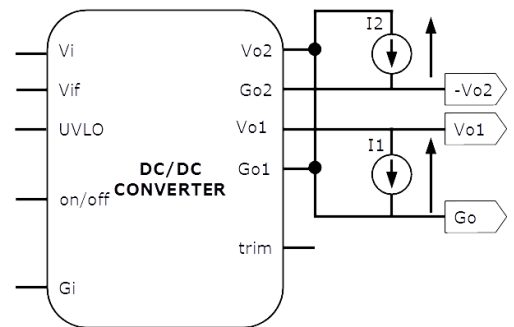 I2
Vi
Vo2
Vif
Go2
-Vo2
UVLO
Vo1
Vo1
DC/DC
CONVERTER
Go1
I1
on/off
Go
trim
Gi